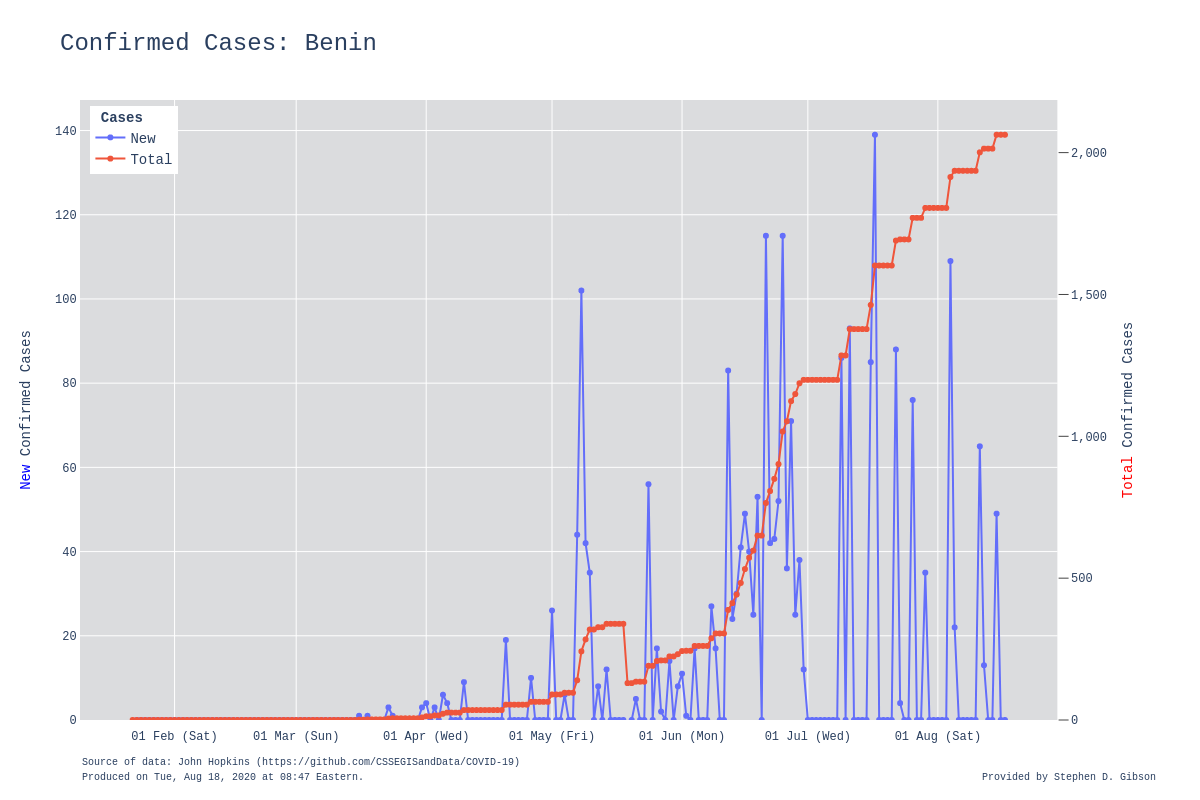 Confirmed Cases: Benin
Cases
New
Total
140
120
100
80
60
40
20
0
2,000
1,500
1,000
500
0
New Confirmed Cases
Total Confirmed Cases
01 Feb (Sat)
01 Mar (Sun)
01 Apr (Wed)
01 May (Fri)
01 Jun (Mon)
01 Jul (Wed)
01 Aug (Sat)
Source of data: John Hopkins (https://github.com/CSSEGISandData/COVID-19)
Produced on Tue, Aug 18, 2020 at 08:47 Eastern.
Provided by Stephen D. Gibson